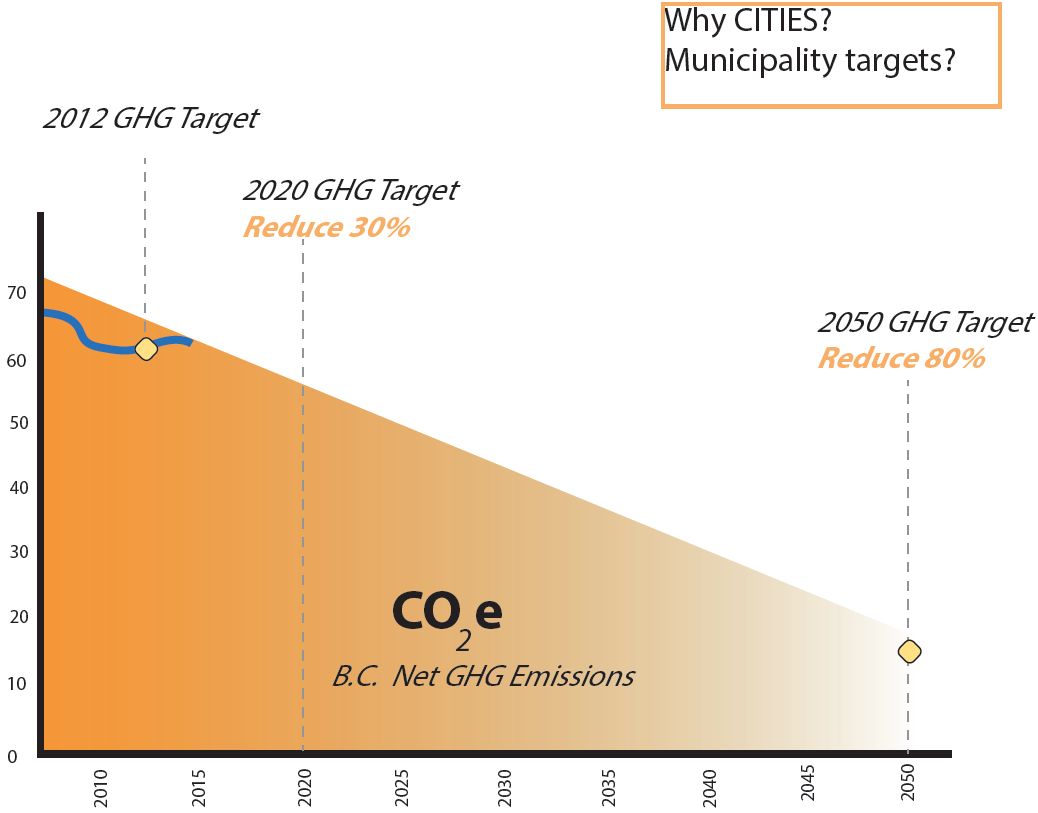 Why CITIES?
Municipality targets?
2012 GHG Target
2020 GHG Target
Reduce 30%
2050 GHG Target
Reduce 80%
70
60
50
40
30
20
10
0
CO2e
B.C. Net GHG Emissions
2010
2015
2020
2025
2030
2035
2040
2045
2050